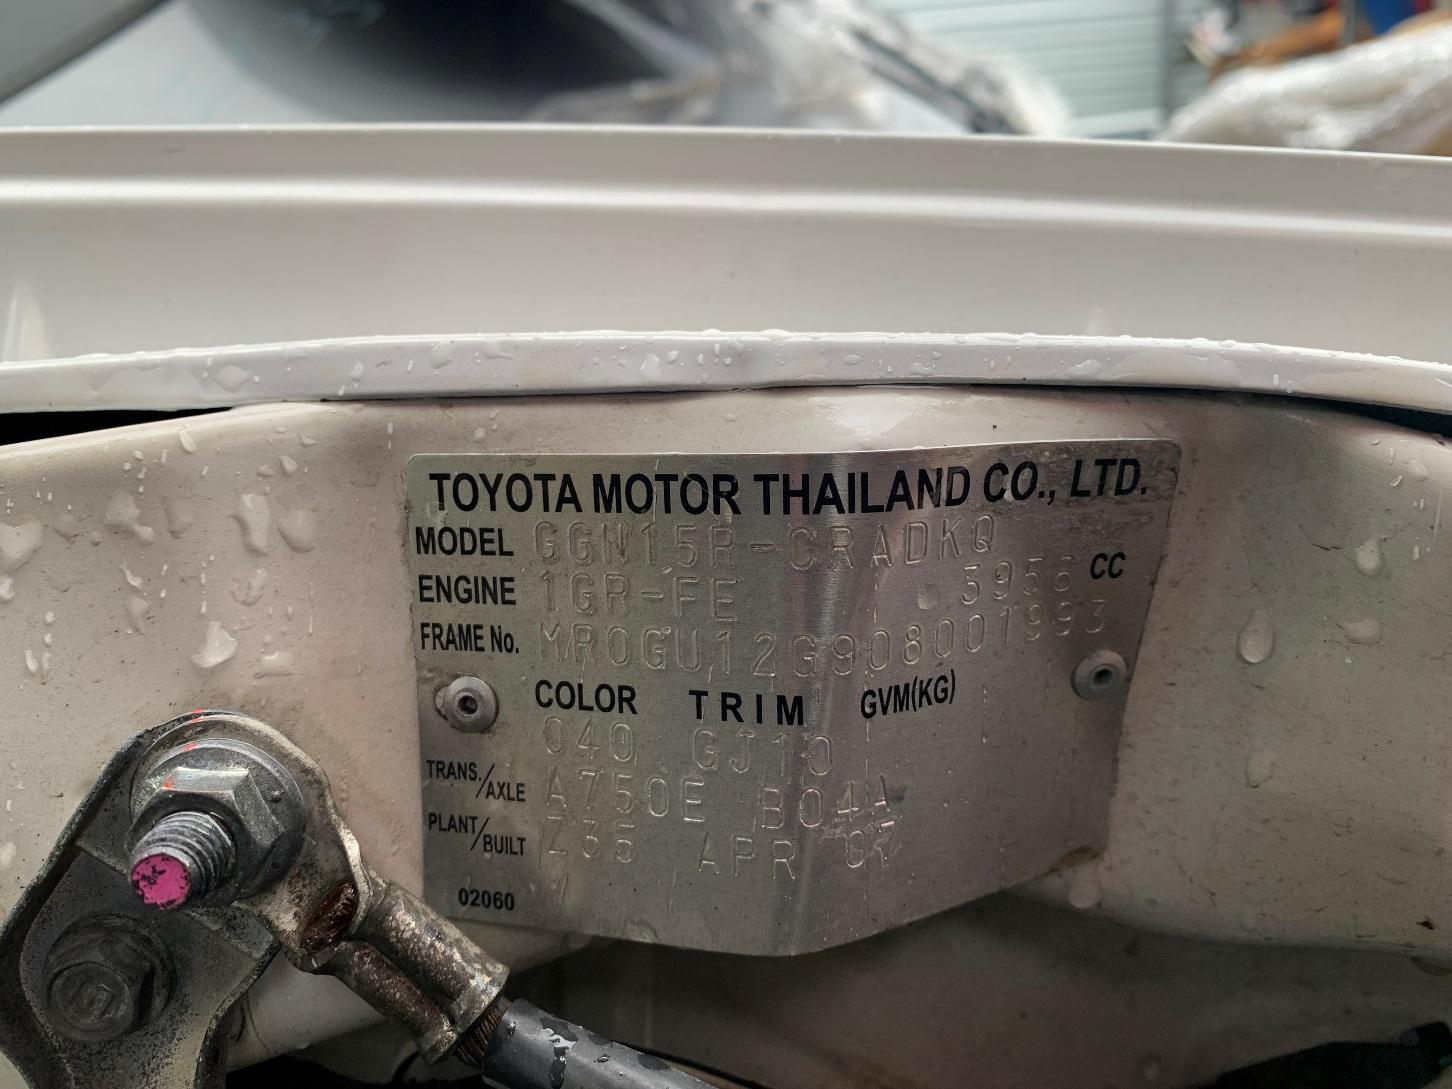 TOYOTA MOTOR THAILAND CO., LTD.
MODEL GGN15R-CRADKQ
ENGINE 1GR-FE 3956 CC
FRAME No. MR0GU12G908001993
COLOR TRIM GVM(KG)
040 GJ10
TRANS./AXLE A750E B04A
PLANT/BUILT Z35 APR 07
02060